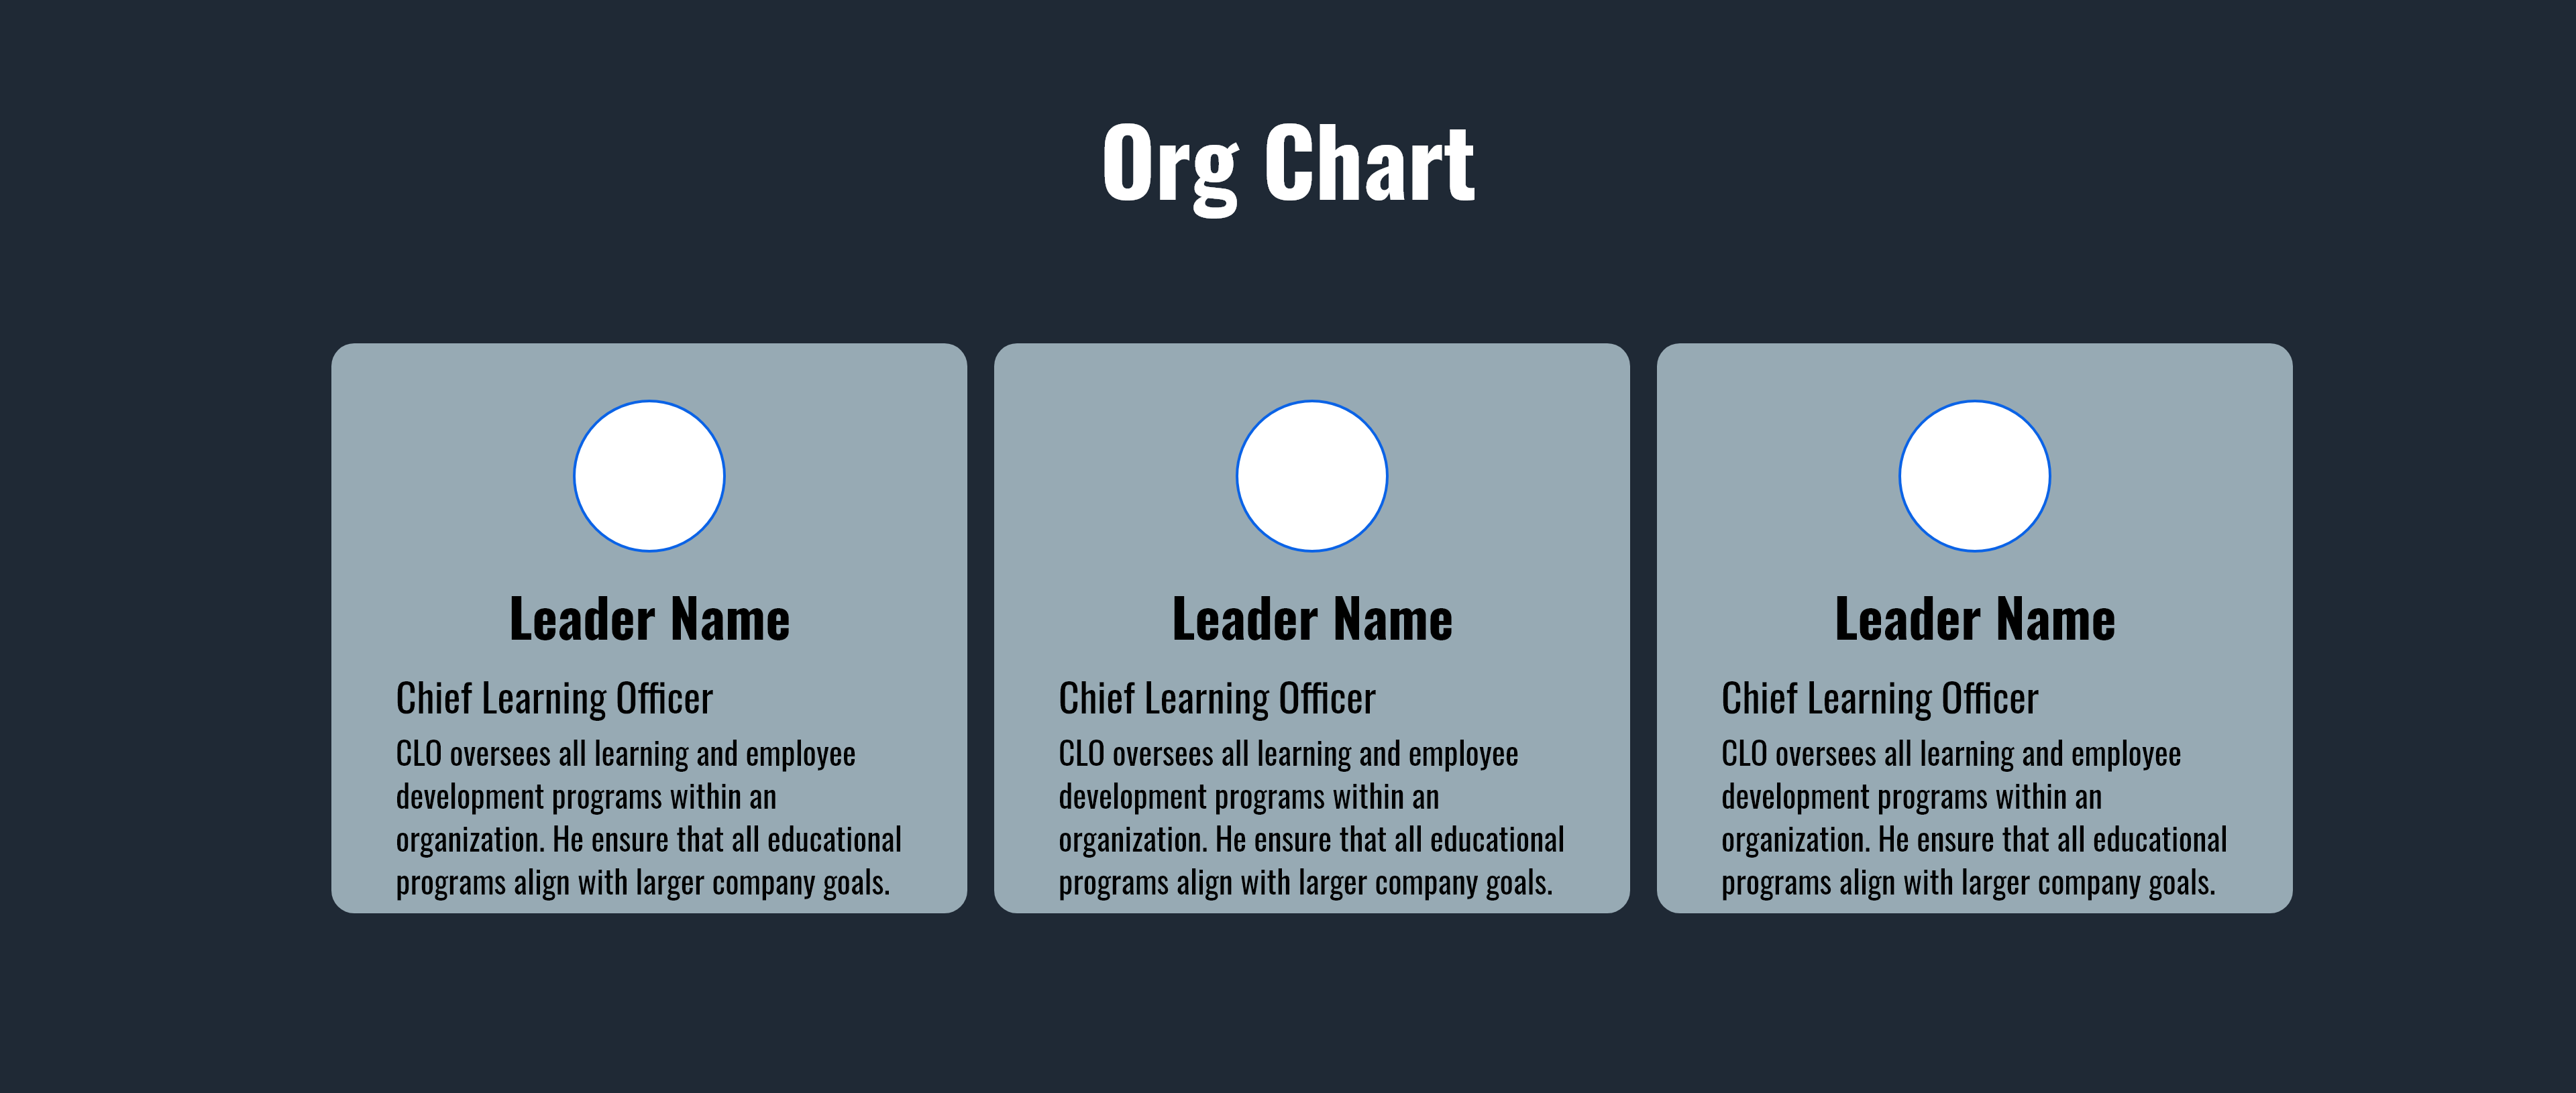 Org Chart
Leader Name
Chief Learning Officer
CLO oversees all learning and employee
development programs within an
organization. He ensure that all educational
programs align with larger company goals.
Leader Name
Chief Learning Officer
CLO oversees all learning and employee
development programs within an
organization. He ensure that all educational
programs align with larger company goals.
Leader Name
Chief Learning Officer
CLO oversees all learning and employee
development programs within an
organization. He ensure that all educational
programs align with larger company goals.